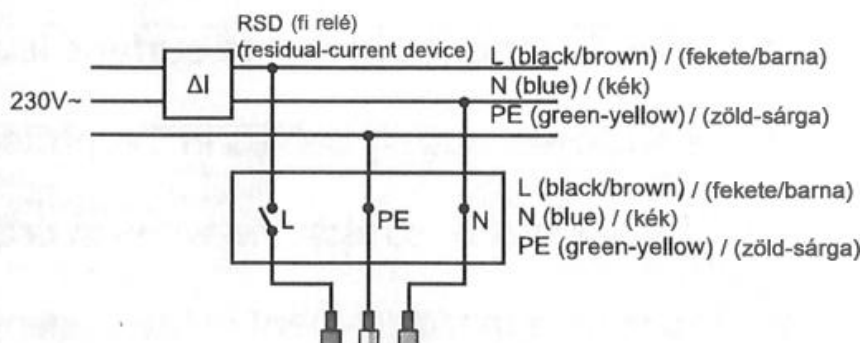 RSD (fi relé)
(residual-current device)
L (black/brown) / (fekete/barna)
N (blue) / (kék)
PE (green-yellow) / (zöld-sárga)
230V~
ΔI
L
PE
N
L (black/brown) / (fekete/barna)
N (blue) / (kék)
PE (green-yellow) / (zöld-sárga)